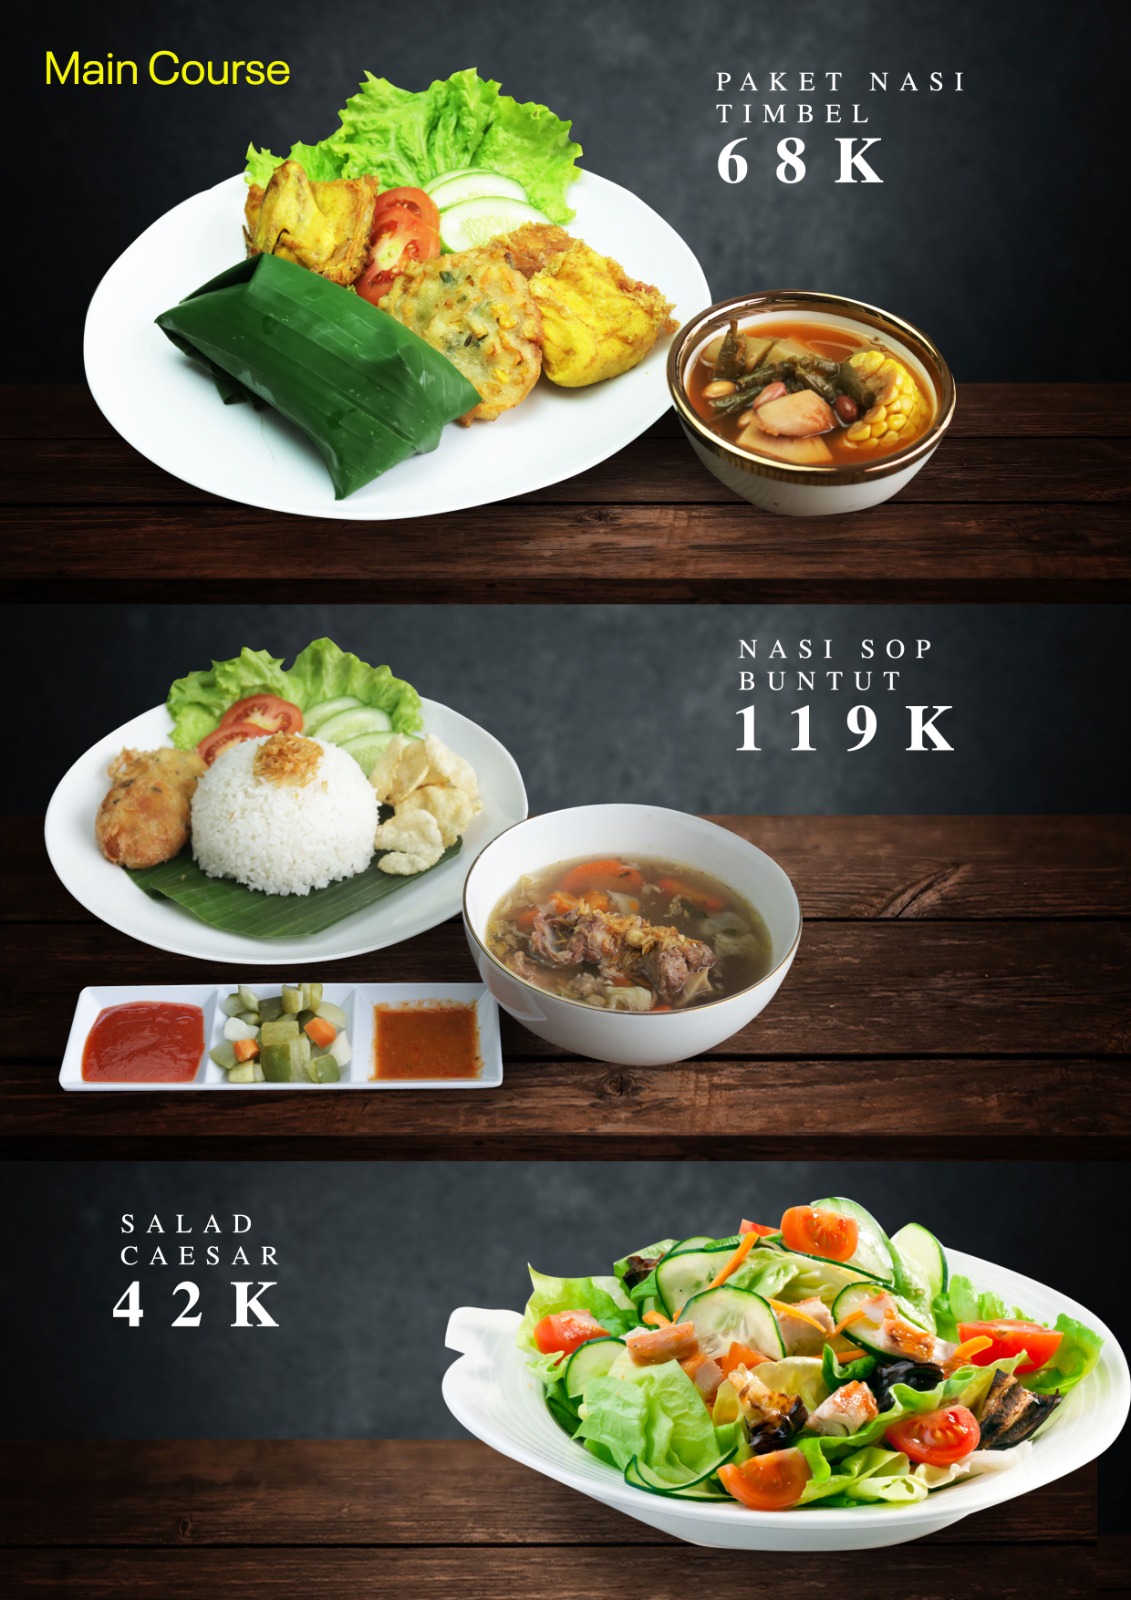 Main Course
PAKET NASI
TIMBEL
68K
NASI SOP
BUNTUT
119K
SALAD
CAESAR
42K